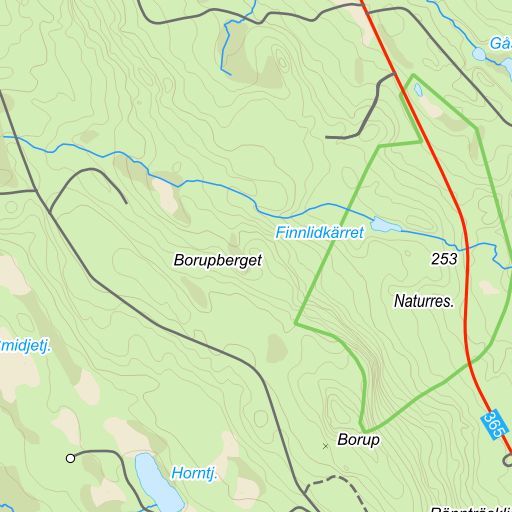 Finnlidkärret
Borupberget
253
Naturres.
365
Borup
Horntj.